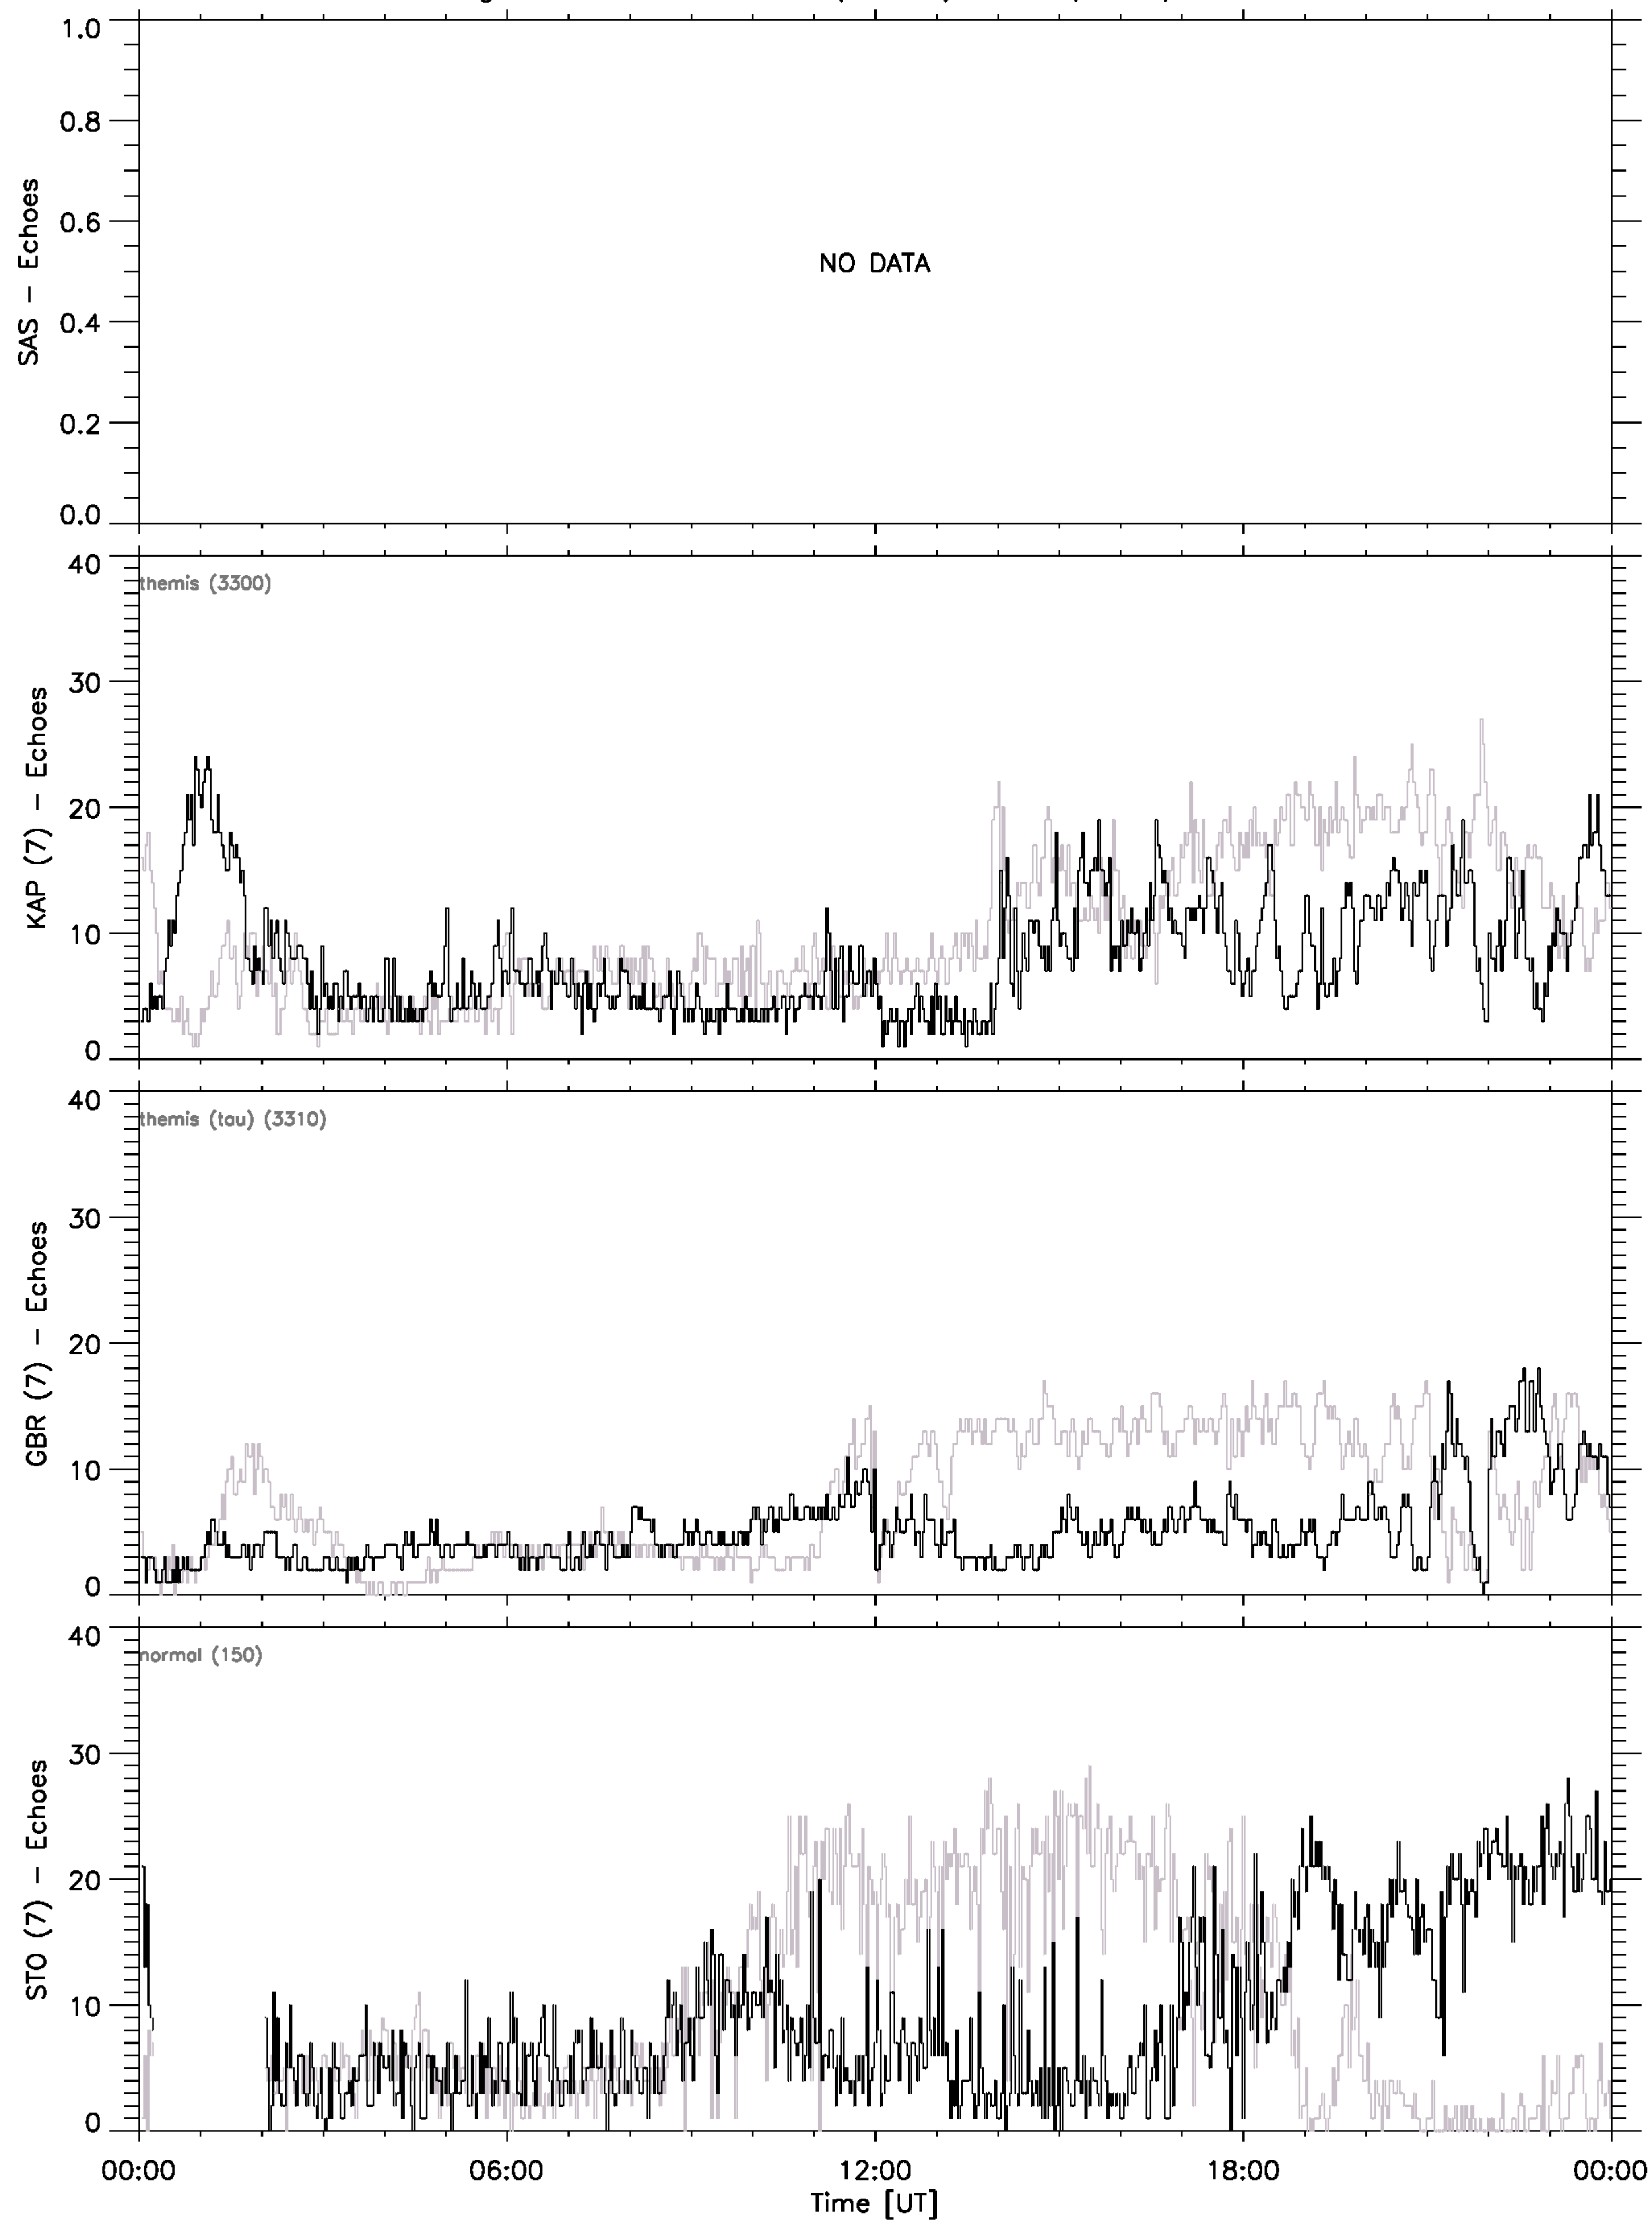 1.0
0.8
0.6
0.4
0.2
0.0
SAS – Echoes
NO DATA
40
30
20
10
0
KAP (7) – Echoes
themis (3300)
40
30
20
10
0
GBR (7) – Echoes
themis (tau) (3310)
40
30
20
10
0
STO (7) – Echoes
normal (150)
00:00 06:00 12:00 18:00 00:00
Time [UT]